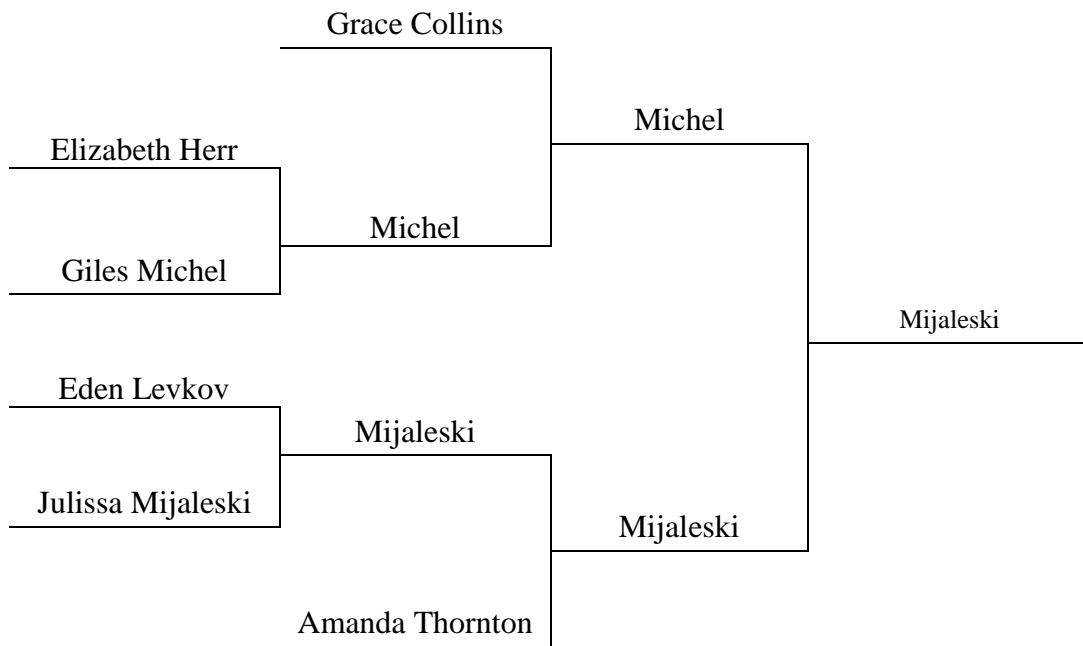 Grace Collins
Michel
Elizabeth Herr
Michel
Giles Michel
Mijaleski
Eden Levkov
Mijaleski
Julissa Mijaleski
Mijaleski
Amanda Thornton